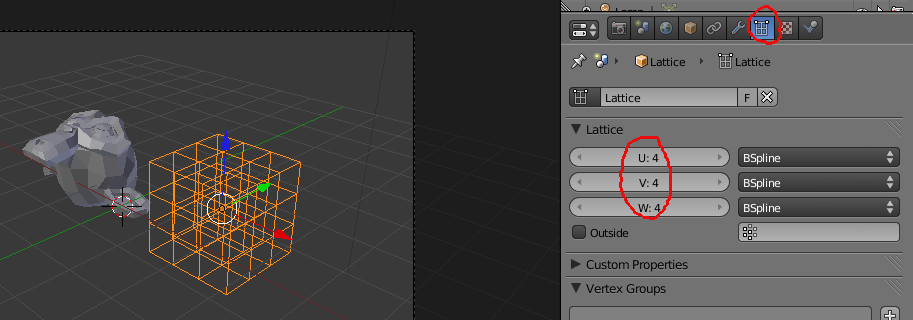 Lattice Lattice
Lattice F
Lattice
U: 4 BSpline
V: 4 BSpline
W: 4 BSpline
Outside
Custom Properties
Vertex Groups